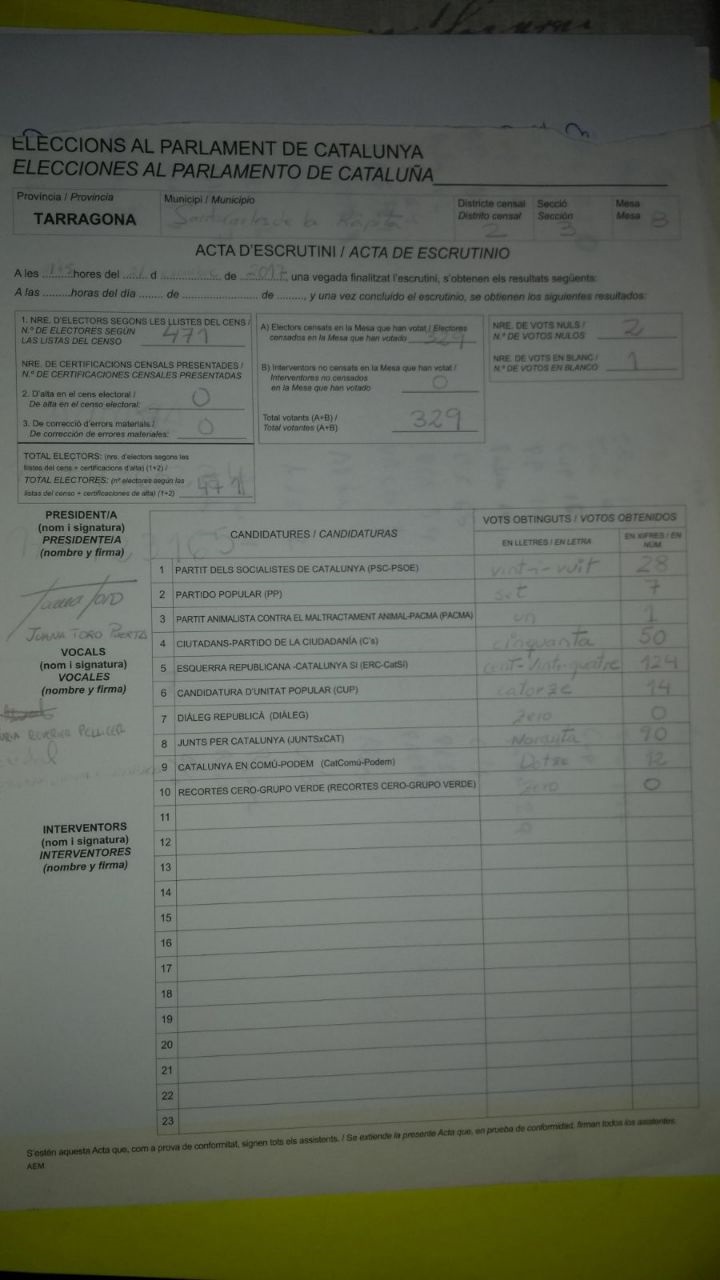 ELECCIONS AL PARLAMENT DE CATALUNYA
ELECCIONES AL PARLAMENTO DE CATALUÑA
Província / Provincia
TARRAGONA
Municipi / Municipio
Sant Carles de la Ràpita
Districte censal
Distrito censal
2
Secció
Sección
3
Mesa
Mesa B
ACTA D'ESCRUTINI / ACTA DE ESCRUTINIO
A les hores del d de 2017 una vegada finalitzat l'escrutini, s'obtenen els resultats següents:
A las ........horas del día ....... de .................. de ........, y una vez concluido el escrutinio, se obtienen los siguientes resultados:
1. NRE. D'ELECTORS SEGONS LES LLISTES DEL CENS /
N.º DE ELECTORES SEGÚN
LAS LISTAS DEL CENSO 471
NRE. DE CERTIFICACIONS CENSALS PRESENTADES /
N.º DE CERTIFICACIONES CENSALES PRESENTADAS
2. D'alta en el cens electoral /
De alta en el censo electoral: 0
3. De correcció d'errors materials /
De corrección de errores materiales: 0
TOTAL ELECTORS: (nre. d'electors segons les
llistes del cens + certificacions d'alta) (1+2) /
TOTAL ELECTORES: (nº electores según las
listas del censo + certificaciones de alta) (1+2) 471
A) Electors censats en la Mesa que han votat / Electores
censados en la Mesa que han votado 329
B) Interventors no censats en la Mesa que han votat /
Interventores no censados
en la Mesa que han votado 0
Total votants (A+B) /
Total votantes (A+B) 329
NRE. DE VOTS NULS /
N.º DE VOTOS NULOS 2
NRE. DE VOTS EN BLANC /
N.º DE VOTOS EN BLANCO 1
PRESIDENT/A
(nom i signatura)
PRESIDENTE/A
(nombre y firma)
Juana Toro
JUANA TORO
VOCALS
(nom i signatura)
VOCALES
(nombre y firma)
PELLICER
INTERVENTORS
(nom i signatura)
INTERVENTORES
(nombre y firma)
CANDIDATURES / CANDIDATURAS
VOTS OBTINGUTS / VOTOS OBTENIDOS
EN LLETRES / EN LETRA
EN XIFRES / EN
NÚM
1 PARTIT DELS SOCIALISTES DE CATALUNYA (PSC-PSOE) vint-i-vuit 28
2 PARTIDO POPULAR (PP) set 7
3 PARTIT ANIMALISTA CONTRA EL MALTRACTAMENT ANIMAL-PACMA (PACMA) un 1
4 CIUTADANS-PARTIDO DE LA CIUDADANÍA (C's) cinquanta 50
5 ESQUERRA REPUBLICANA -CATALUNYA SÍ (ERC-CatSí) cent-vint-quatre 124
6 CANDIDATURA D'UNITAT POPULAR (CUP) catorze 14
7 DIÀLEG REPUBLICÀ (DIÀLEG) Zero 0
8 JUNTS PER CATALUNYA (JUNTSxCAT) Noranta 90
9 CATALUNYA EN COMÚ-PODEM (CatComú-Podem) Dotze 12
10 RECORTES CERO-GRUPO VERDE (RECORTES CERO-GRUPO VERDE) Zero 0
11
12
13
14
15
16
17
18
19
20
21
22
23
S'estén aquesta Acta que, com a prova de conformitat, signen tots els assistents. / Se extiende la presente Acta que, en prueba de conformidad, firman todos los asistentes.
AEM